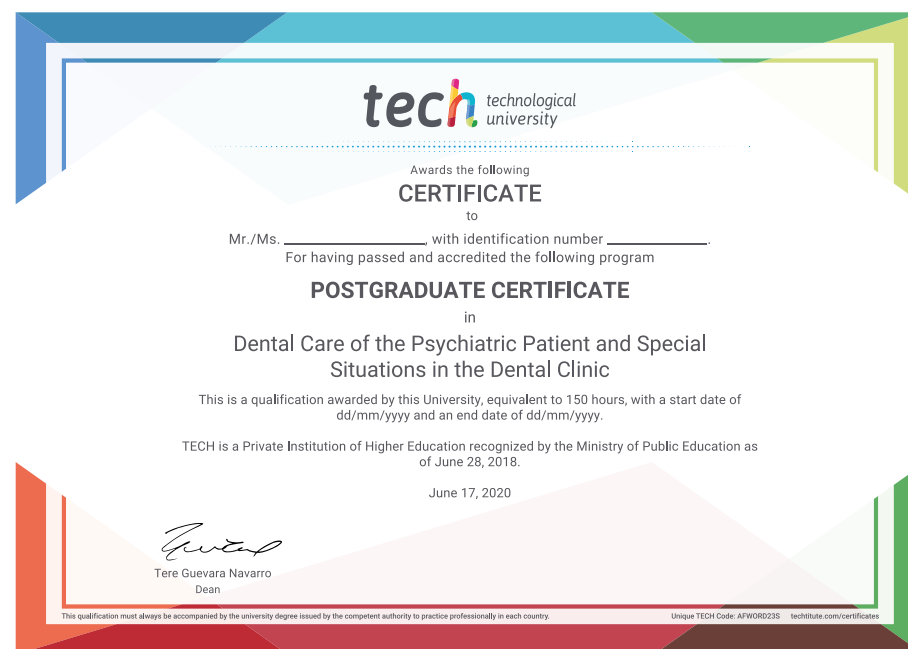 tech technological
university
Awards the following
CERTIFICATE
to
Mr./Ms. ______________, with identification number __________.
For having passed and accredited the following program
POSTGRADUATE CERTIFICATE
in
Dental Care of the Psychiatric Patient and Special
Situations in the Dental Clinic
This is a qualification awarded by this University, equivalent to 150 hours, with a start date of
dd/mm/yyyy and an end date of dd/mm/yyyy.
TECH is a Private Institution of Higher Education recognized by the Ministry of Public Education as
of June 28, 2018.
June 17, 2020
Tere Guevara Navarro
Dean
This qualification must always be accompanied by the university degree issued by the competent authority to practice professionally in each country. Unique TECH Code: AFWORD23S techtitute.com/certificates